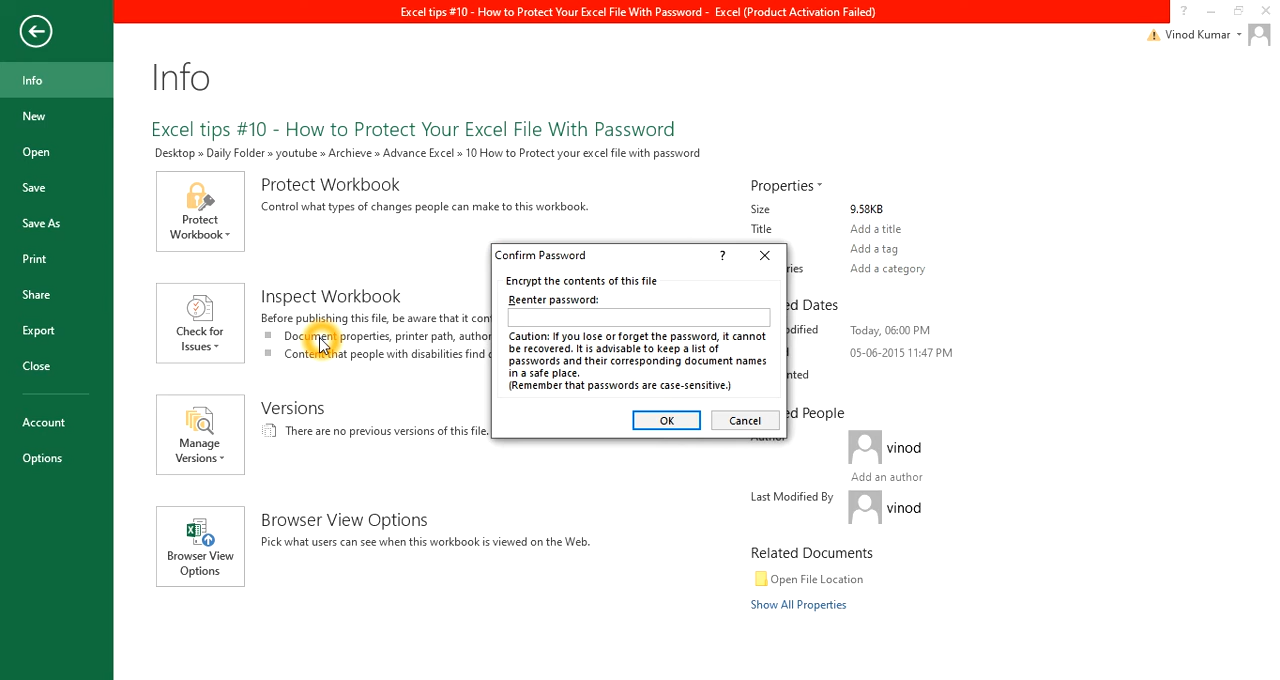 Excel tips #10 - How to Protect Your Excel File With Password - Excel (Product Activation Failed)
?
Vinod Kumar
Info
New
Open
Save
Save As
Print
Share
Export
Close
Account
Options
Info
Excel tips #10 - How to Protect Your Excel File With Password
Desktop » Daily Folder » youtube » Archieve » Advance Excel » 10 How to Protect your excel file with password
Protect
Workbook
Protect Workbook
Control what types of changes people can make to this workbook.
Check for
Issues
Inspect Workbook
Before publishing this file, be aware that it con
Document properties, printer path, author
Content that people with disabilities find
Manage
Versions
Versions
There are no previous versions of this file.
Browser View
Options
Browser View Options
Pick what users can see when this workbook is viewed on the Web.
Confirm Password ?
Encrypt the contents of this file
Reenter password:
Caution: If you lose or forget the password, it cannot
be recovered. It is advisable to keep a list of
passwords and their corresponding document names
in a safe place.
(Remember that passwords are case-sensitive.)
OK Cancel
Properties
Size 9.58KB
Title Add a title
Add a tag
ries Add a category
ed Dates
odified Today, 06:00 PM
05-06-2015 11:47 PM
nted
ed People
vinod
Add an author
Last Modified By vinod
Related Documents
Open File Location
Show All Properties